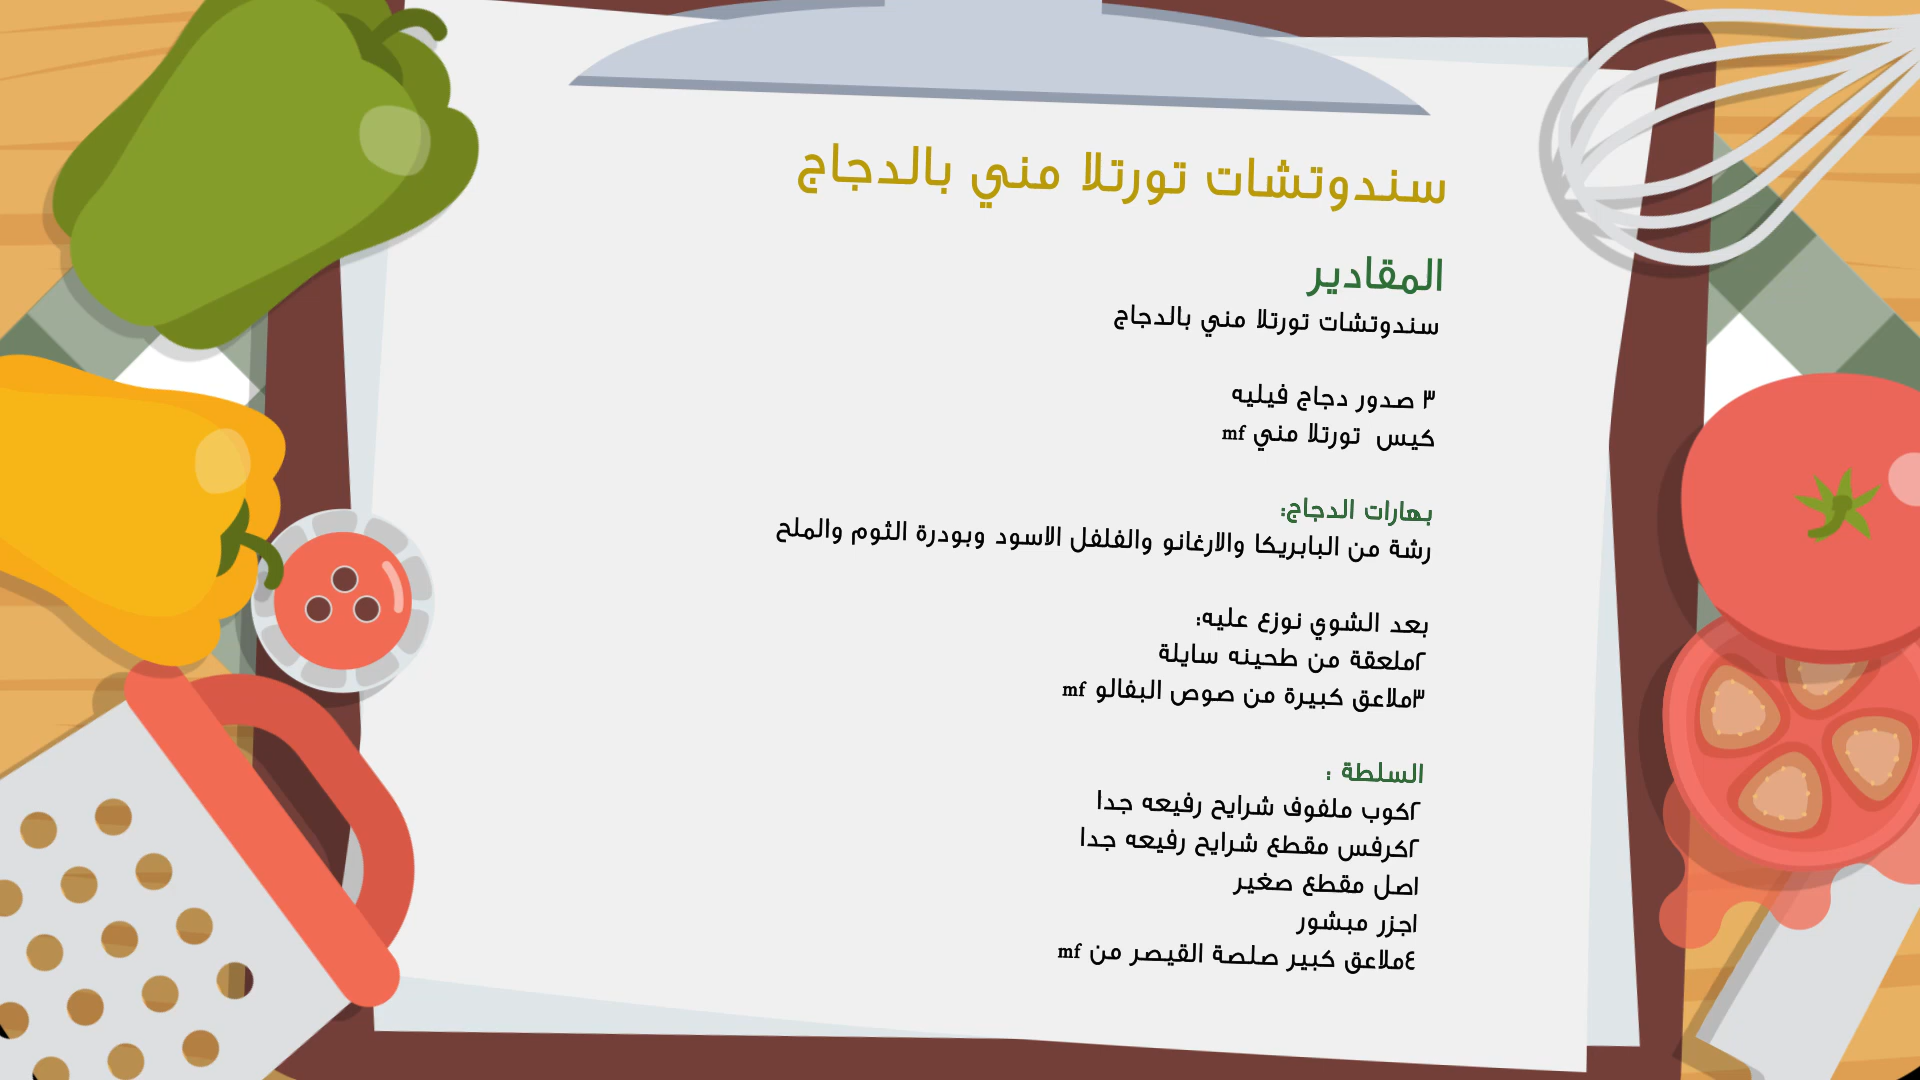 سندوتشات تورتلا مني بالدجاج
المقادير
سندوتشات تورتلا مني بالدجاج
٣ صدور دجاج فيليه
كيس تورتلا مني mf
بهارات الدجاج:
رشة من البابريكا والارغانو والفلفل الاسود وبودرة الثوم والملح
بعد الشوي نوزع عليه:
٢ملعقة من طحينه سايلة
٣ملاعق كبيرة من صوص البفالو mf
السلطة :
٢كوب ملفوف شرايح رفيعه جدا
٢كرفس مقطع شرايح رفيعه جدا
١صل مقطع صغير
١جزر مبشور
٤ملاعق كبير صلصة القيصر من mf